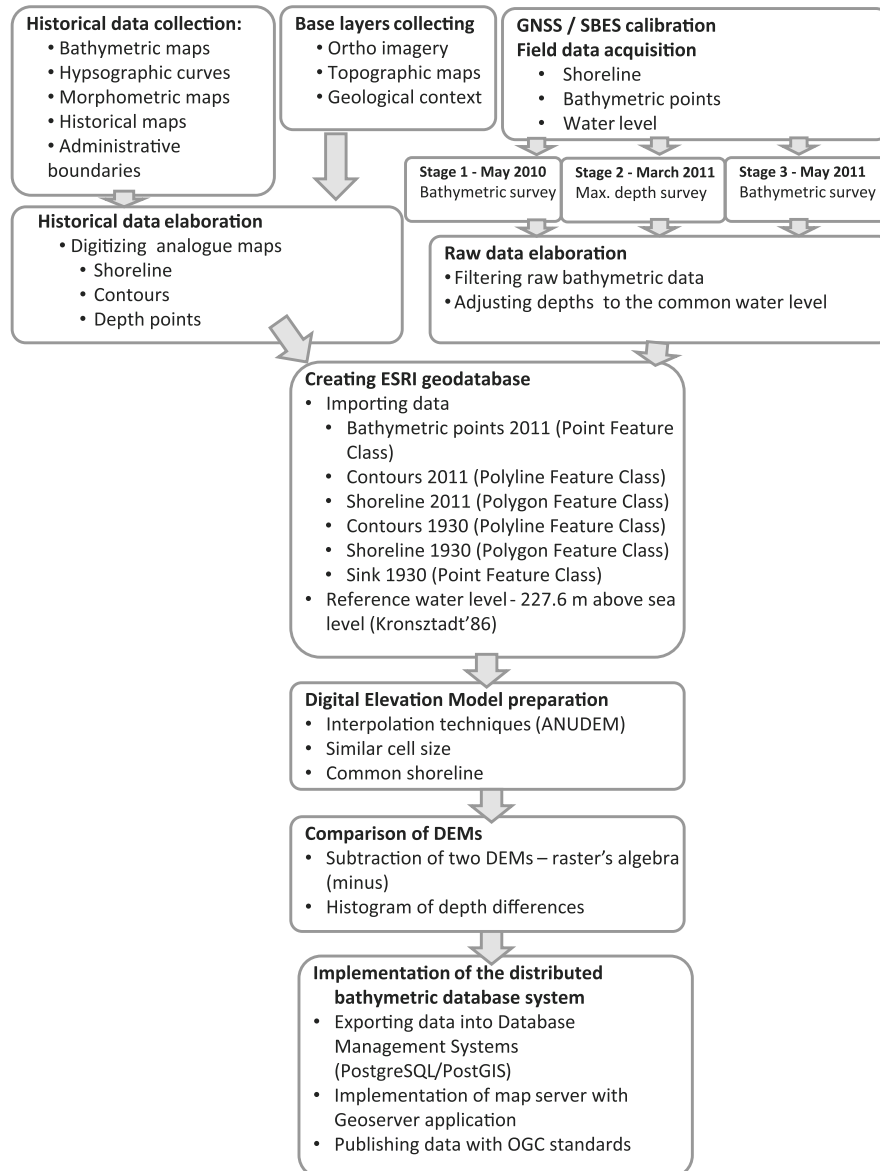 Historical data collection:
• Bathymetric maps
• Hypsographic curves
• Morphometric maps
• Historical maps
• Administrative
boundaries
Base layers collecting
• Ortho imagery
• Topographic maps
• Geological context
GNSS / SBES calibration
Field data acquisition
• Shoreline
• Bathymetric points
• Water level
Stage 1 - May 2010
Bathymetric survey
Stage 2 - March 2011
Max. depth survey
Stage 3 - May 2011
Bathymetric survey
Historical data elaboration
• Digitizing analogue maps
• Shoreline
• Contours
• Depth points
Raw data elaboration
• Filtering raw bathymetric data
• Adjusting depths to the common water level
Creating ESRI geodatabase
• Importing data
• Bathymetric points 2011 (Point Feature
Class)
• Contours 2011 (Polyline Feature Class)
• Shoreline 2011 (Polygon Feature Class)
• Contours 1930 (Polyline Feature Class)
• Shoreline 1930 (Polygon Feature Class)
• Sink 1930 (Point Feature Class)
• Reference water level - 227.6 m above sea
level (Kronsztadt'86)
Digital Elevation Model preparation
• Interpolation techniques (ANUDEM)
• Similar cell size
• Common shoreline
Comparison of DEMs
• Subtraction of two DEMs – raster's algebra
(minus)
• Histogram of depth differences
Implementation of the distributed
bathymetric database system
• Exporting data into Database
Management Systems
(PostgreSQL/PostGIS)
• Implementation of map server with
Geoserver application
• Publishing data with OGC standards